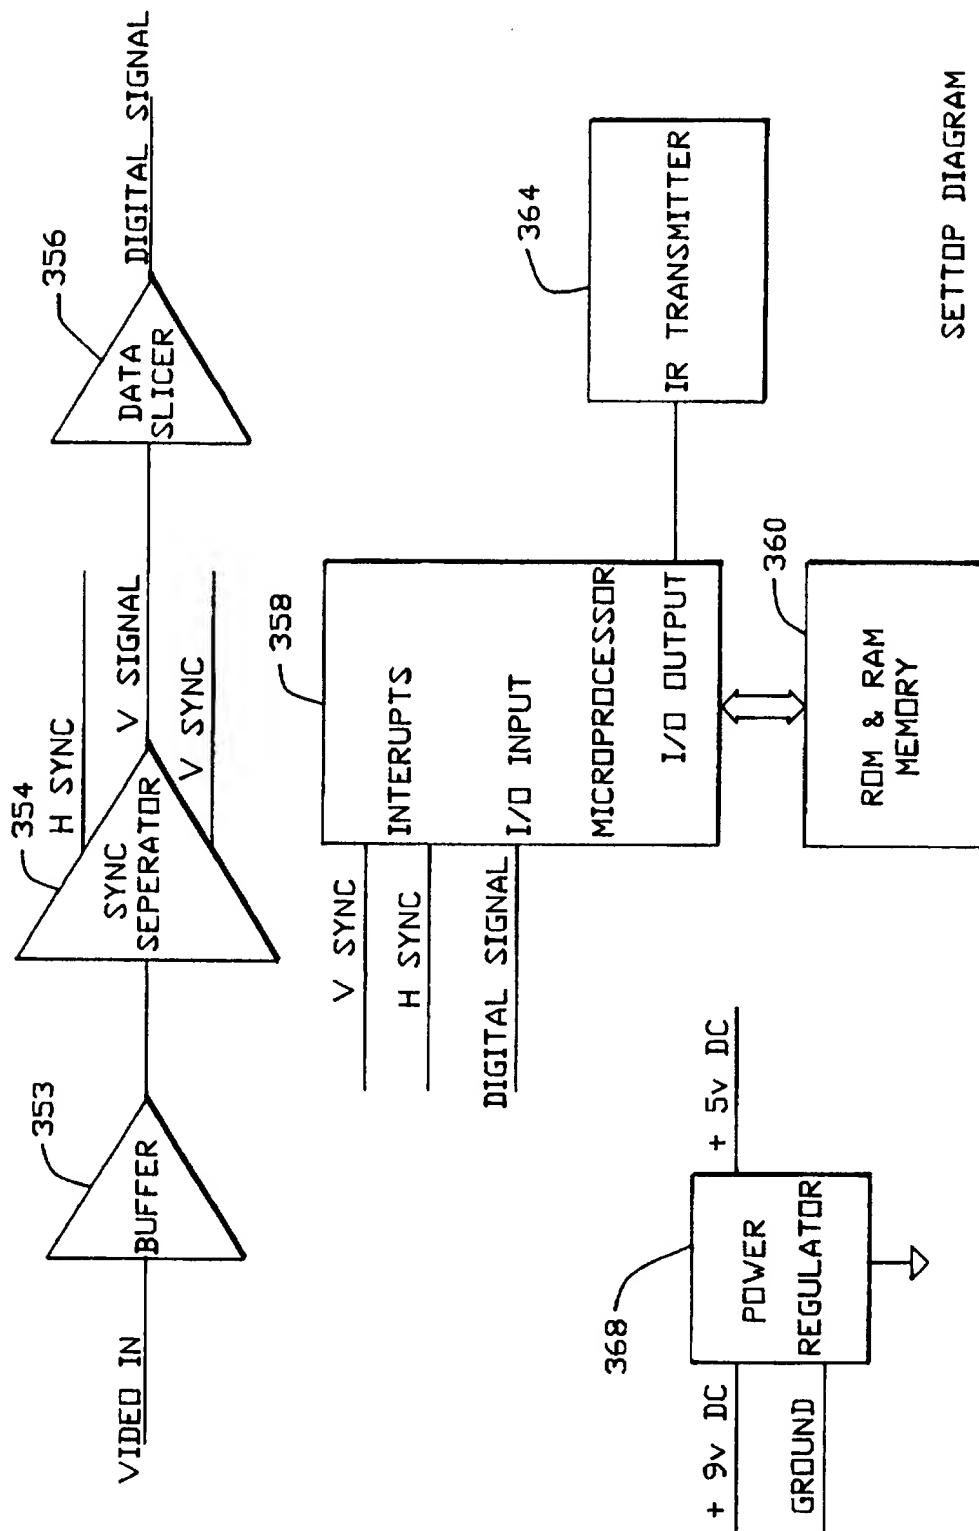 VIDEO IN
353
BUFFER
354
SYNC
SEPERATOR
H SYNC
V SIGNAL
V SYNC
356
DATA
SLICER
DIGITAL SIGNAL
358
V SYNC
H SYNC
DIGITAL SIGNAL
INTERUPTS
I/O INPUT
MICROPROCESSOR
I/O OUTPUT
364
IR TRANSMITTER
360
ROM & RAM
MEMORY
368
+ 9v DC
GROUND
POWER
REGULATOR
+ 5v DC
SETTOP DIAGRAM